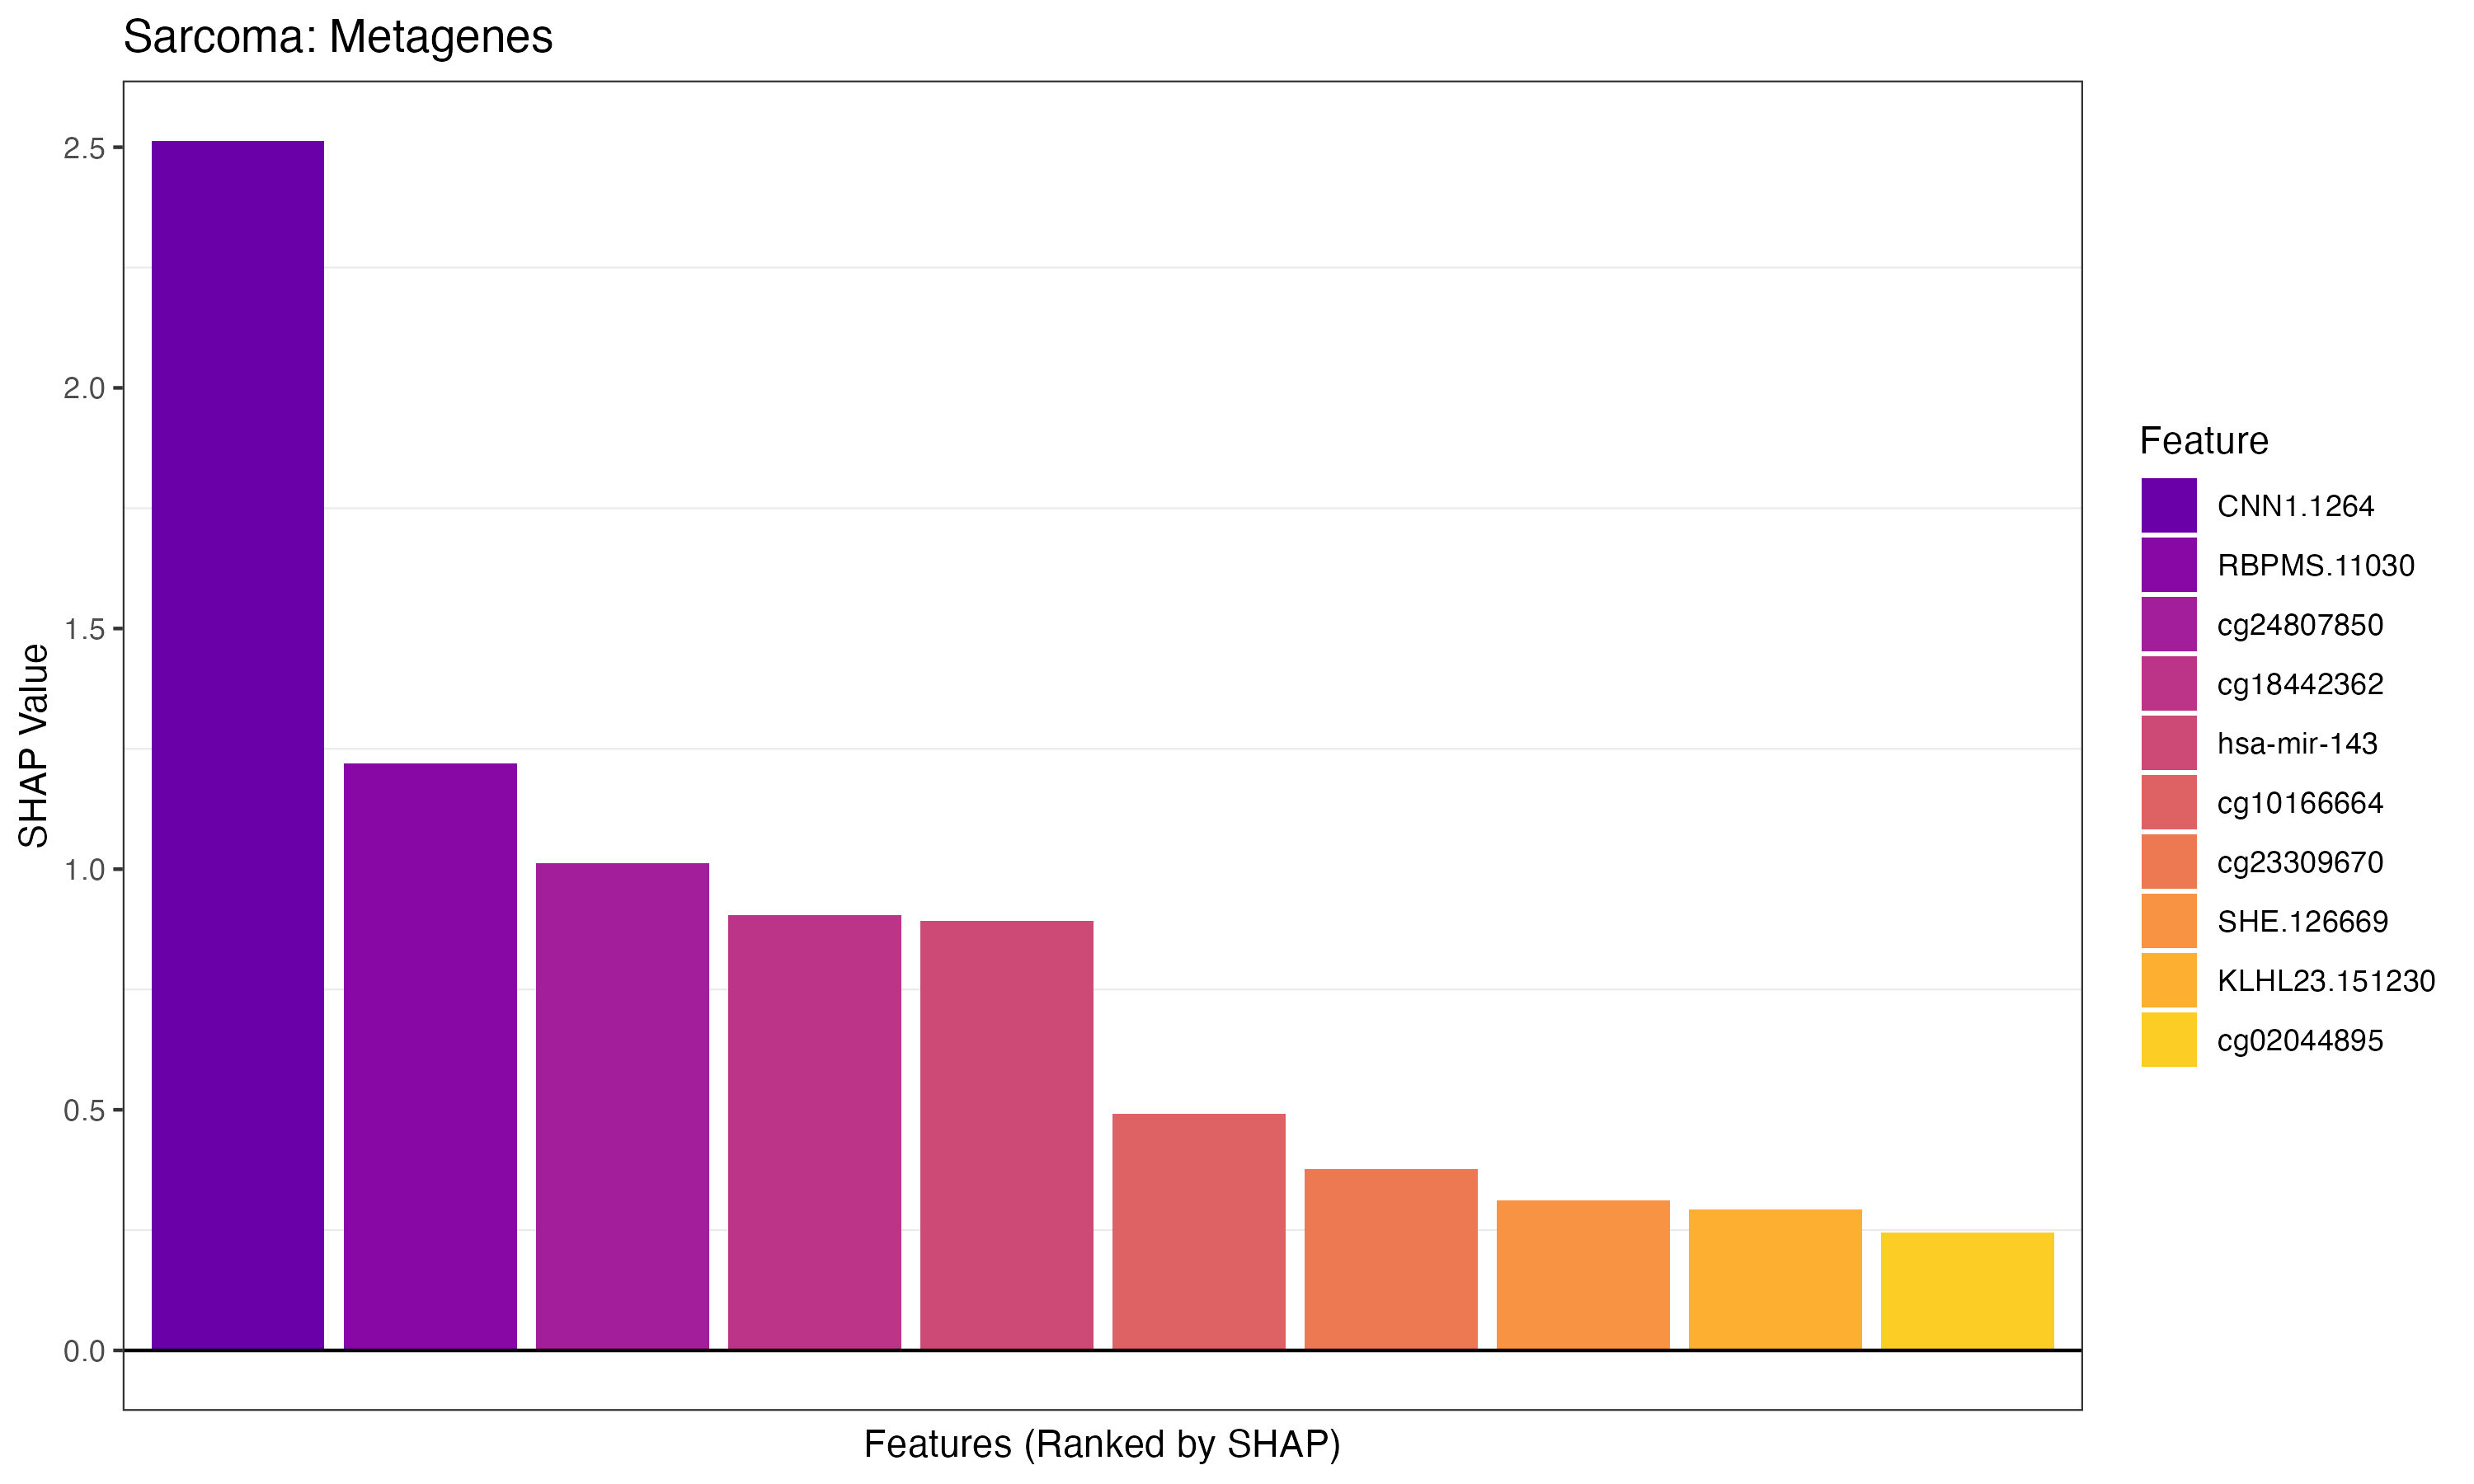 Sarcoma: Metagenes
2.5
2.0
1.5
1.0
0.5
0.0
SHAP Value
Features (Ranked by SHAP)
Feature
CNN1.1264
RBPMS.11030
cg24807850
cg18442362
hsa-mir-143
cg10166664
cg23309670
SHE.126669
KLHL23.151230
cg02044895